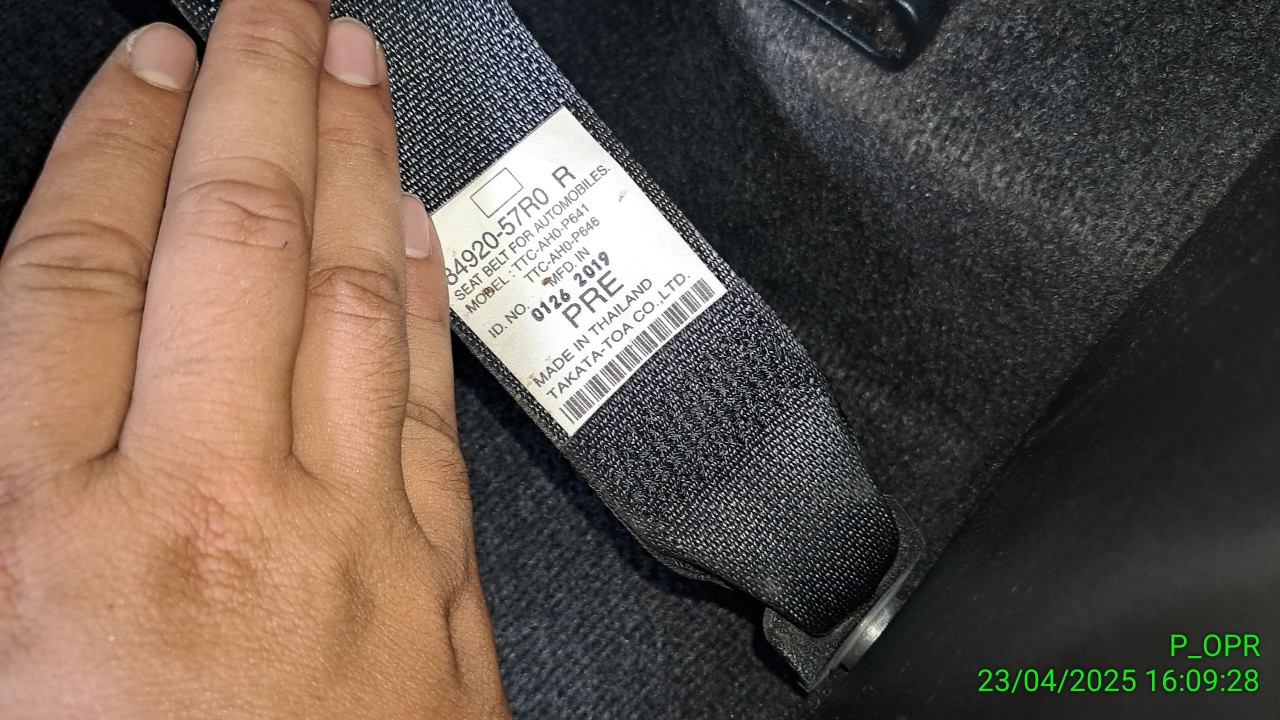 84920-57R0 R
SEAT BELT FOR AUTOMOBILES.
MODEL : TTC-AH0-P641
TTC-AH0-P646
MFD. IN
ID. NO. 0126 2019
PRE
MADE IN THAILAND
TAKATA-TOA CO.,LTD.
P_OPR
23/04/2025 16:09:28